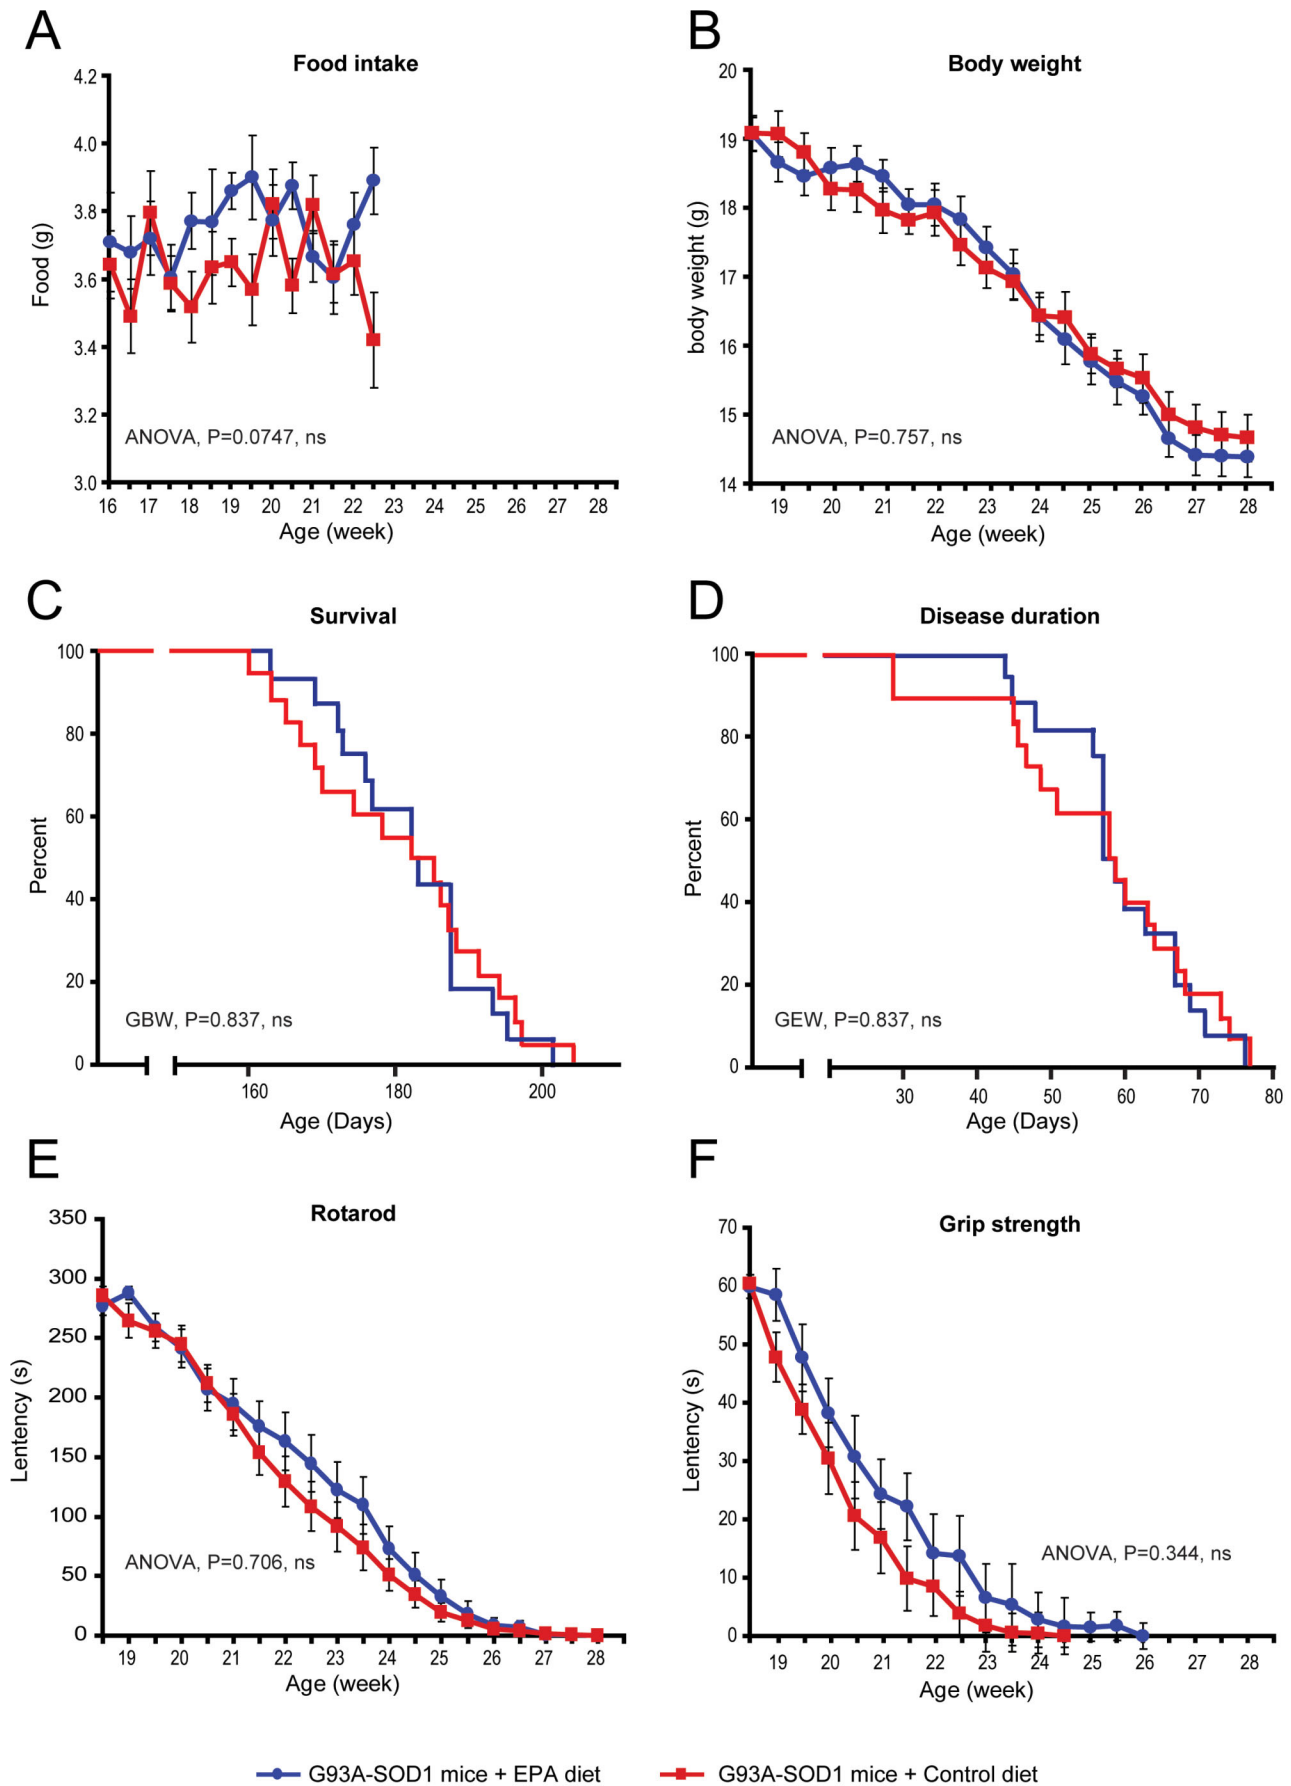 A
Food intake
4.2
4.0
3.8
3.6
3.4
3.2
3.0
Food (g)
ANOVA, P=0.0747, ns
16 17 18 19 20 21 22 23 24 25 26 27 28
Age (week)
B
Body weight
20
19
18
17
16
15
14
body weight (g)
ANOVA, P=0.757, ns
19 20 21 22 23 24 25 26 27 28
Age (week)
C
Survival
100
80
60
40
20
0
Percent
GBW, P=0.837, ns
160 180 200
Age (Days)
D
Disease duration
100
80
60
40
20
0
Percent
GEW, P=0.837, ns
30 40 50 60 70 80
Age (Days)
E
Rotarod
350
300
250
200
150
100
50
0
Lentency (s)
ANOVA, P=0.706, ns
19 20 21 22 23 24 25 26 27 28
Age (week)
F
Grip strength
70
60
50
40
30
20
10
0
Lentency (s)
ANOVA, P=0.344, ns
19 20 21 22 23 24 25 26 27 28
Age (week)
G93A-SOD1 mice + EPA diet
G93A-SOD1 mice + Control diet